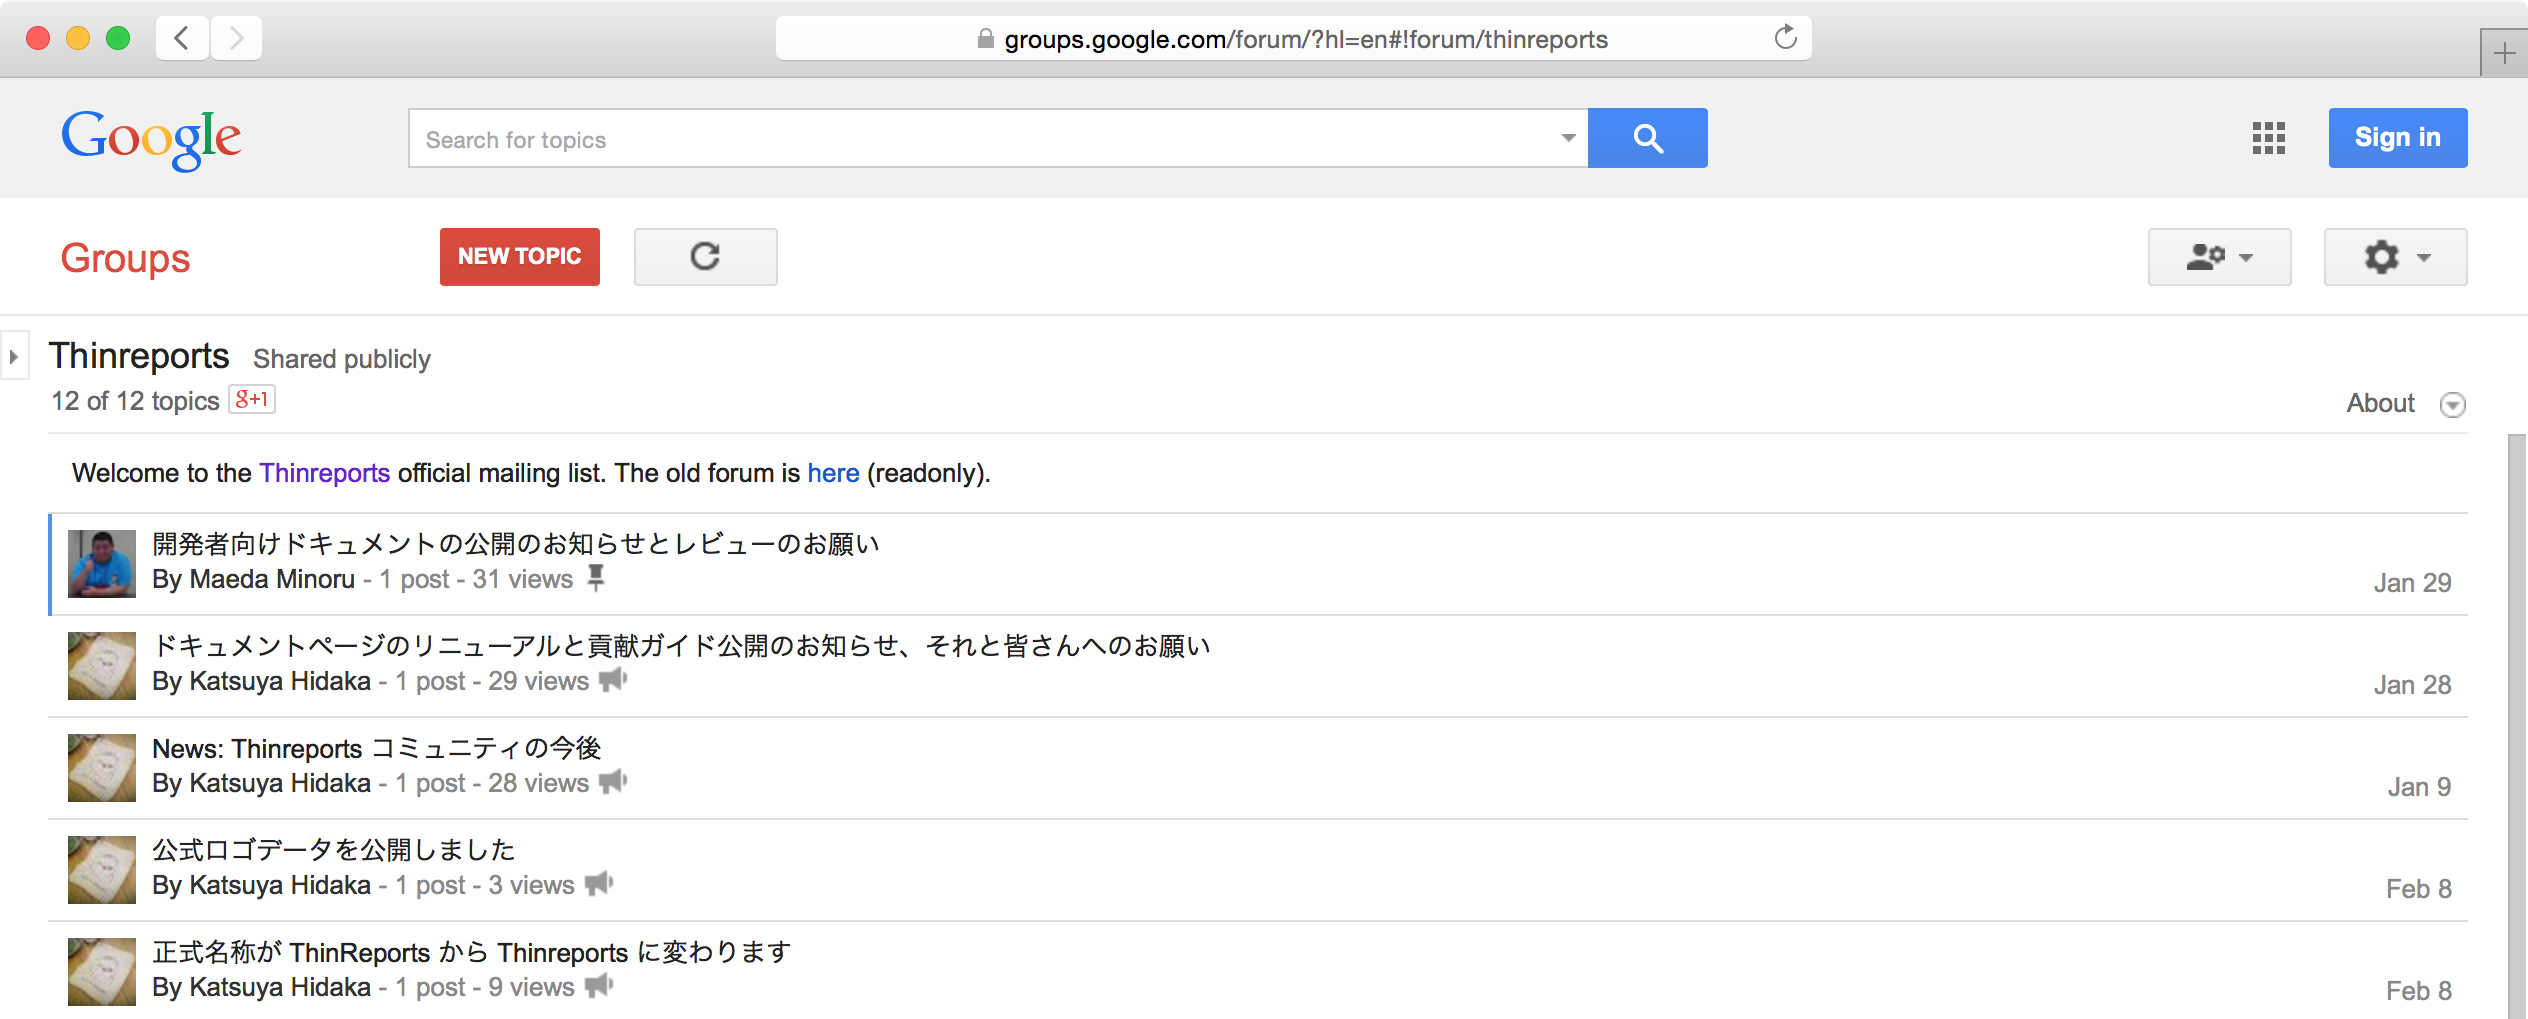 groups.google.com/forum/?hl=en#!forum/thinreports
Google
Search for topics
Sign in
Groups
NEW TOPIC
Thinreports Shared publicly
12 of 12 topics g+1
About
Welcome to the Thinreports official mailing list. The old forum is here (readonly).
開発者向けドキュメントの公開のお知らせとレビューのお願い
By Maeda Minoru - 1 post - 31 views
Jan 29
ドキュメントページのリニューアルと貢献ガイド公開のお知らせ、それと皆さんへのお願い
By Katsuya Hidaka - 1 post - 29 views
Jan 28
News: Thinreports コミュニティの今後
By Katsuya Hidaka - 1 post - 28 views
Jan 9
公式ロゴデータを公開しました
By Katsuya Hidaka - 1 post - 3 views
Feb 8
正式名称が ThinReports から Thinreports に変わります
By Katsuya Hidaka - 1 post - 9 views
Feb 8